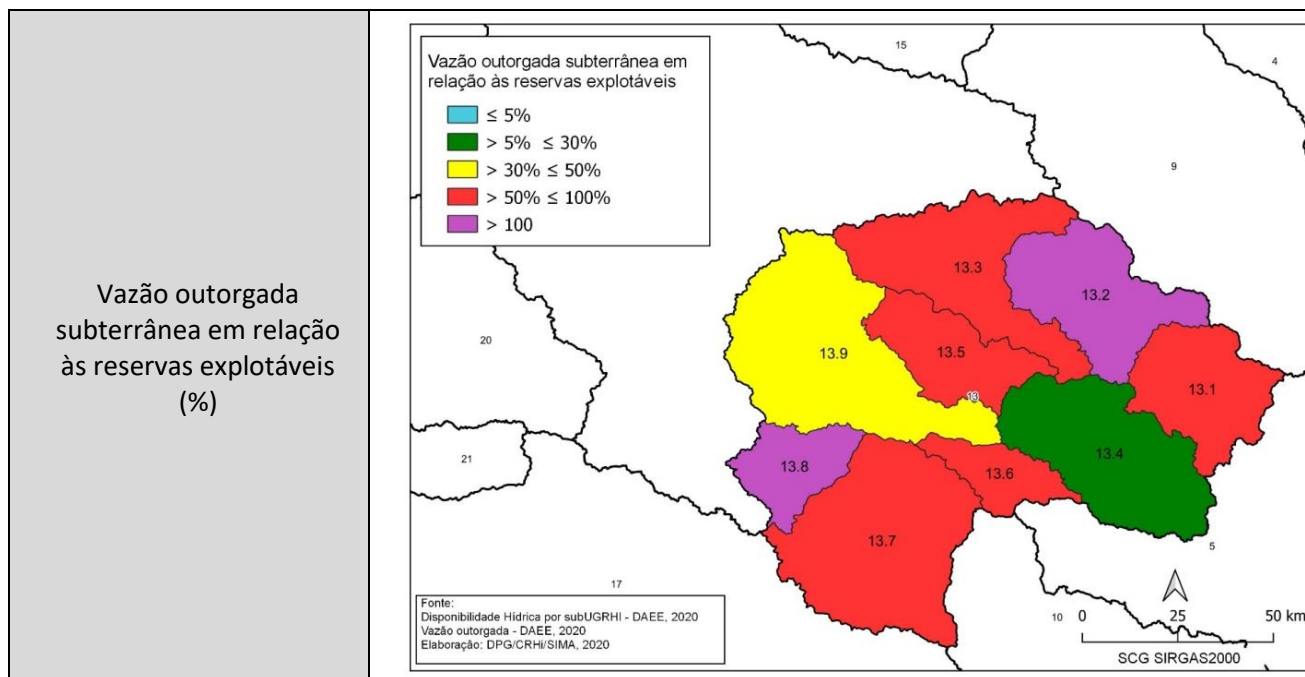 Vazão outorgada
subterrânea em relação
às reservas explotáveis
(%)
Vazão outorgada subterrânea em
relação às reservas explotáveis
≤ 5%
> 5% ≤ 30%
> 30% ≤ 50%
> 50% ≤ 100%
> 100
15
4
9
13.3
13.2
20
13.9
13.5
13.1
13
13.4
21
13.8
13.6
13.7
5
17
10
Fonte:
Disponibilidade Hídrica por subUGRHI - DAEE, 2020
Vazão outorgada - DAEE, 2020
Elaboração: DPG/CRHi/SIMA, 2020
0 25 50 km
SCG SIRGAS2000